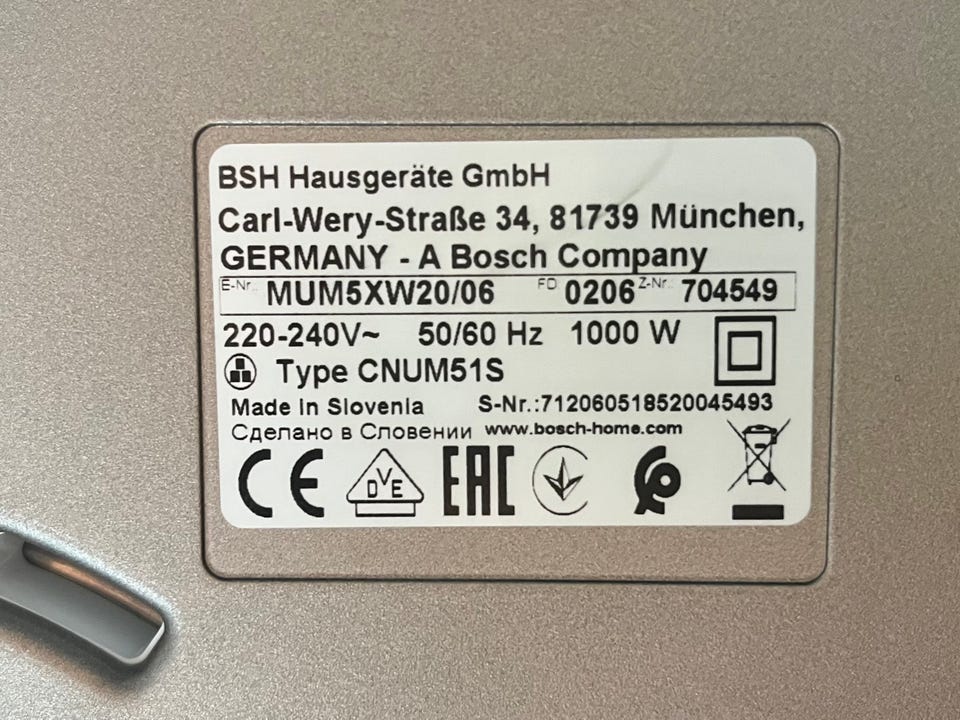 BSH Hausgeräte GmbH
Carl-Wery-Straße 34, 81739 München,
GERMANY - A Bosch Company
E-Nr.: MUM5XW20/06 FD 0206 Z-Nr.: 704549
220-240V~ 50/60 Hz 1000 W
Type CNUM51S
Made in Slovenia S-Nr.:712060518520045493
Сделано в Словении www.bosch-home.com
CE DVE EAC